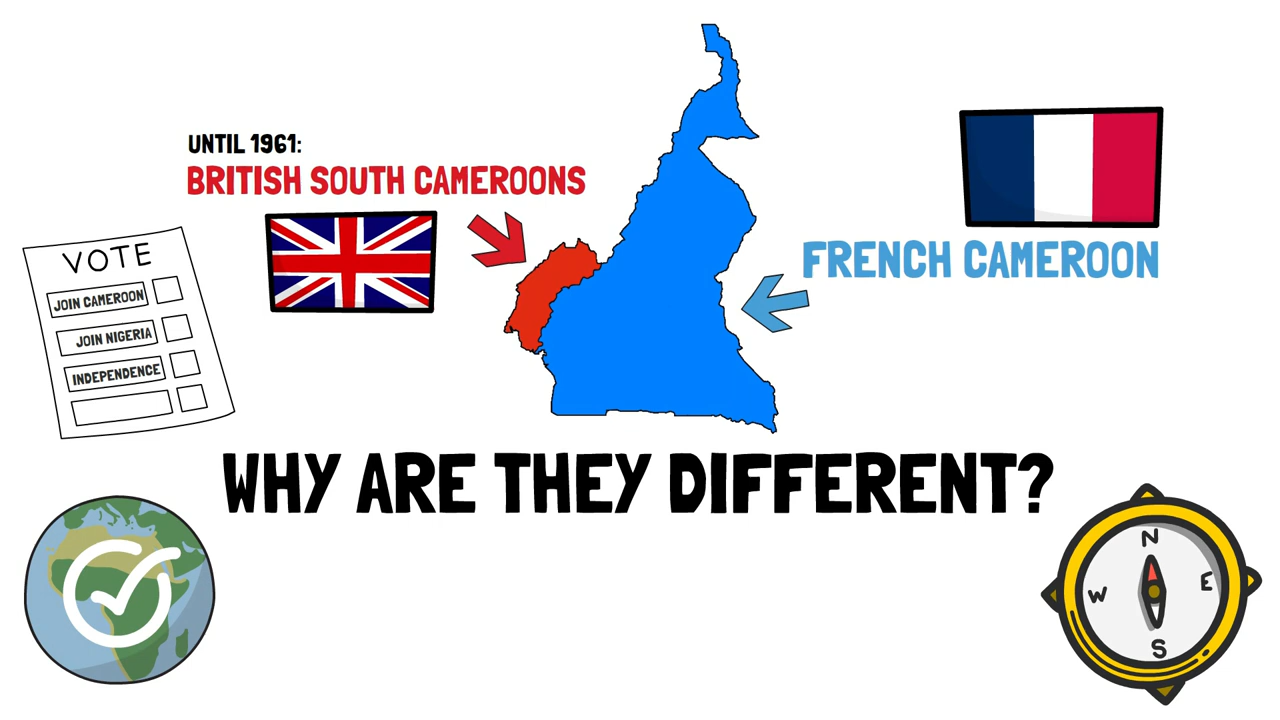 UNTIL 1961:
BRITISH SOUTH CAMEROONS
FRENCH CAMEROON
VOTE
JOIN CAMEROON
JOIN NIGERIA
INDEPENDENCE
WHY ARE THEY DIFFERENT?
N
W E
S